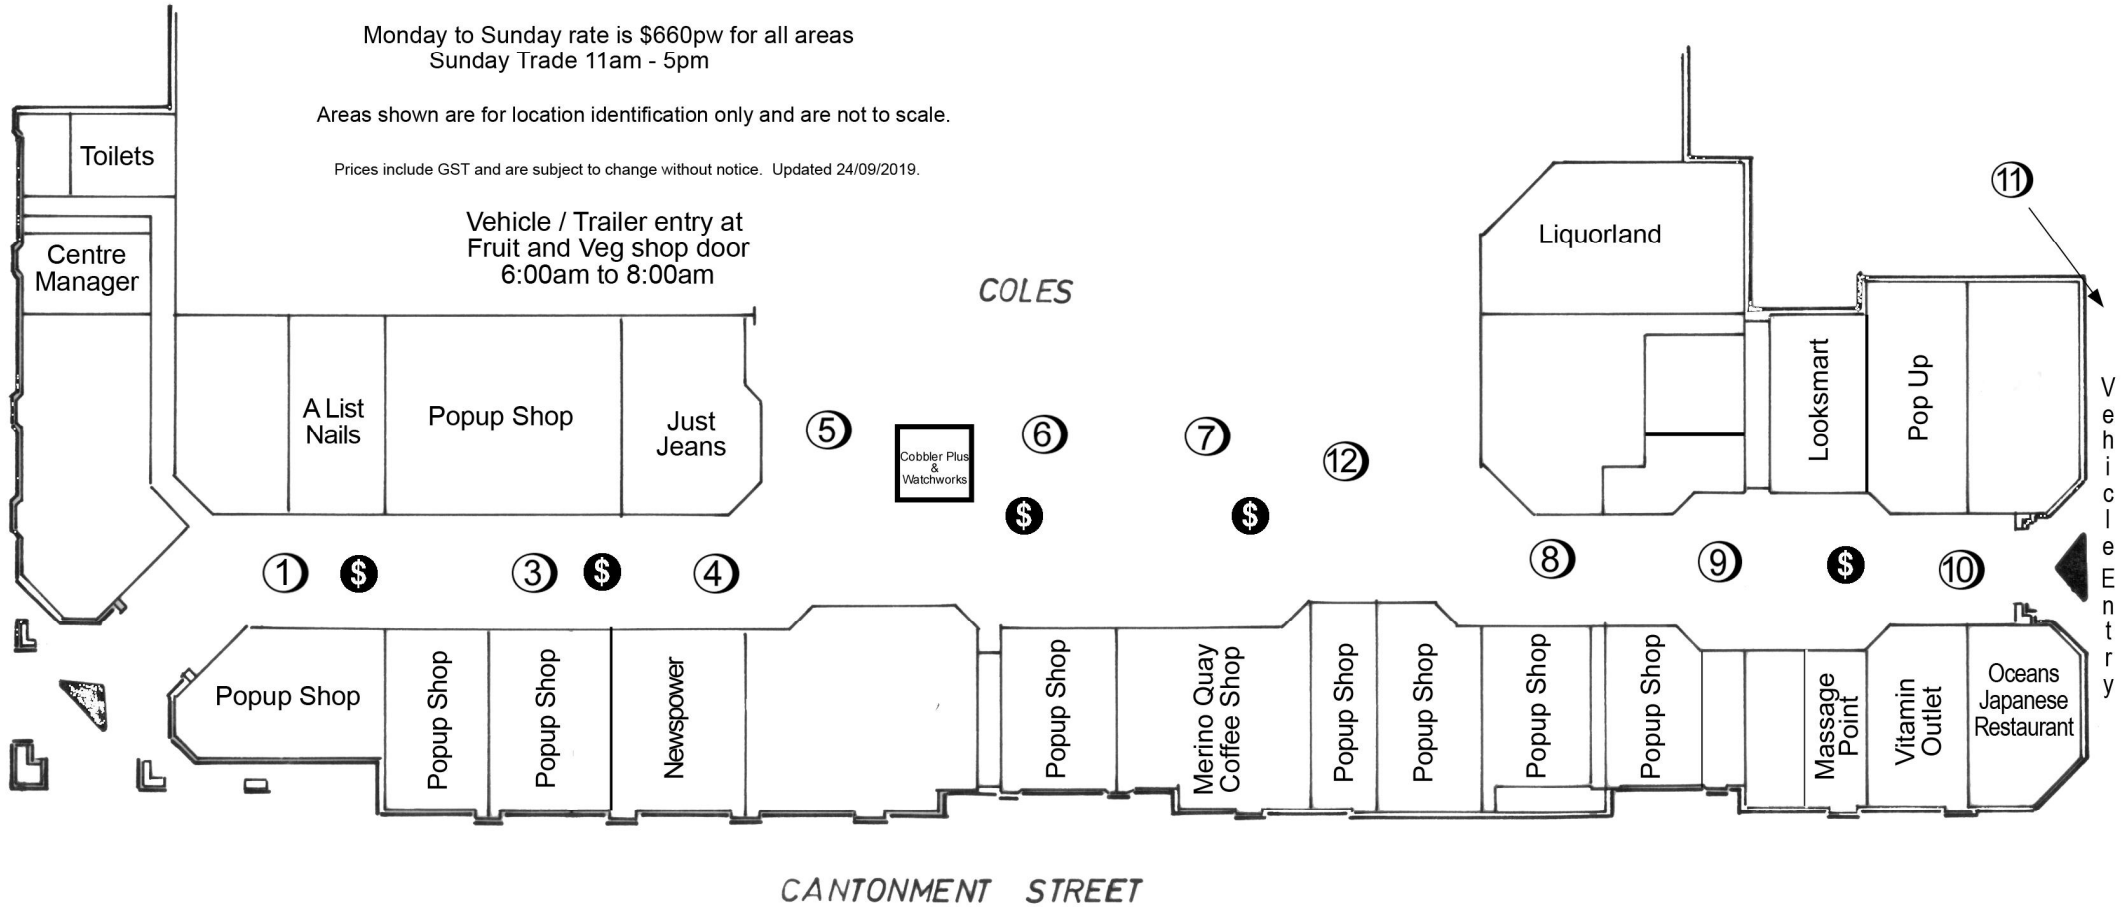 Monday to Sunday rate is $660pw for all areas
Sunday Trade 11am - 5pm
Areas shown are for location identification only and are not to scale.
Prices include GST and are subject to change without notice. Updated 24/09/2019.
Vehicle / Trailer entry at
Fruit and Veg shop door
6:00am to 8:00am
Toilets
Centre
Manager
COLES
Liquorland
11
A List
Nails
Popup Shop
Just
Jeans
5
Cobbler Plus
&
Watchworks
6
7
12
Looksmart
Pop Up
Vehicle Entry
$
$
1
$
3
$
4
8
9
$
10
Popup Shop
Popup Shop
Popup Shop
Newspower
Popup Shop
Merino Quay
Coffee Shop
Popup Shop
Popup Shop
Popup Shop
Popup Shop
Massage
Point
Vitamin
Outlet
Oceans
Japanese
Restaurant
CANTONMENT STREET